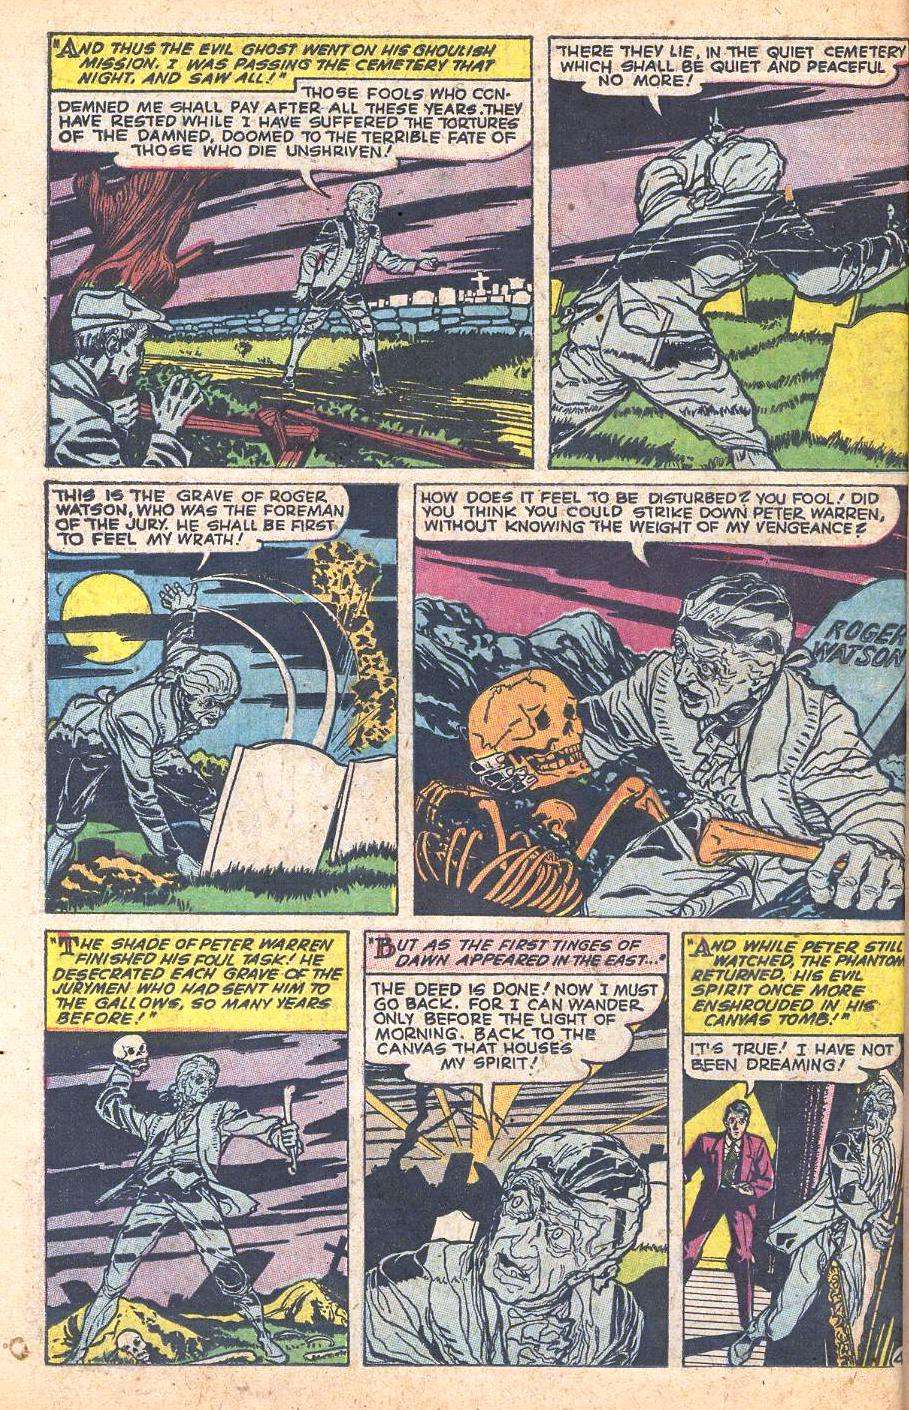 "AND THUS THE EVIL GHOST WENT ON HIS GHOULISH
MISSION. I WAS PASSING THE CEMETERY THAT
NIGHT. AND SAW ALL!"
THOSE FOOLS WHO CON-
DEMNED ME SHALL PAY AFTER ALL THESE YEARS. THEY
HAVE RESTED WHILE I HAVE SUFFERED THE TORTURES
OF THE DAMNED, DOOMED TO THE TERRIBLE FATE OF
THOSE WHO DIE UNSHRIVEN!
THERE THEY LIE, IN THE QUIET CEMETERY
WHICH SHALL BE QUIET AND PEACEFUL
NO MORE!
THIS IS THE GRAVE OF ROGER
WATSON, WHO WAS THE FOREMAN
OF THE JURY. HE SHALL BE FIRST
TO FEEL MY WRATH!
HOW DOES IT FEEL TO BE DISTURBED? YOU FOOL! DID
YOU THINK YOU COULD STRIKE DOWN PETER WARREN,
WITHOUT KNOWING THE WEIGHT OF MY VENGEANCE?
ROGER
WATSON
"THE SHADE OF PETER WARREN
FINISHED HIS FOUL TASK! HE
DESECRATED EACH GRAVE OF THE
JURYMEN WHO HAD SENT HIM TO
THE GALLOWS, SO MANY YEARS
BEFORE!"
"BUT AS THE FIRST TINGES OF
DAWN APPEARED IN THE EAST..."
THE DEED IS DONE! NOW I MUST
GO BACK. FOR I CAN WANDER
ONLY BEFORE THE LIGHT OF
MORNING. BACK TO THE
CANVAS THAT HOUSES
MY SPIRIT!
"AND WHILE PETER STILL
WATCHED, THE PHANTOM
RETURNED, HIS EVIL
SPIRIT ONCE MORE
ENSHROUDED IN HIS
CANVAS TOMB!"
IT'S TRUE! I HAVE NOT
BEEN DREAMING!